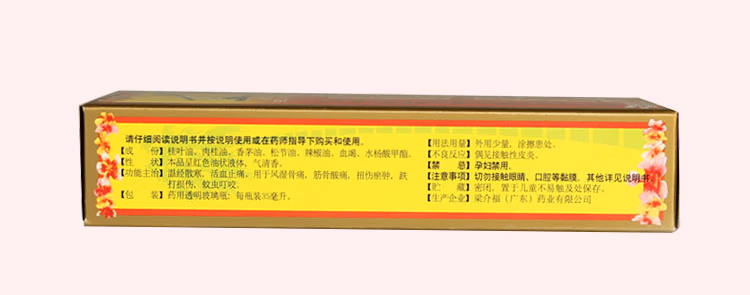 请仔细阅读说明书并按说明使用或在药师指导下购买和使用。
【成　　份】桂叶油、肉桂油、香茅油、松节油、辣椒油、血竭、水杨酸甲酯。
【性　　状】本品呈红色油状液体，气清香。
【功能主治】温经散寒，活血止痛，用于风湿骨痛，筋骨酸痛，扭伤瘀肿，跌
打损伤，蚊虫叮咬。
【包　　装】药用透明玻璃瓶：每瓶装35毫升。
【用法用量】外用少量，涂擦患处。
【不良反应】偶见接触性皮炎。
【禁　　忌】孕妇禁用。
【注意事项】切勿接触眼睛、口腔等黏膜。其他详见说明书。
【贮　　藏】密闭，置于儿童不易触及处保存。
【生产企业】梁介福（广东）药业有限公司